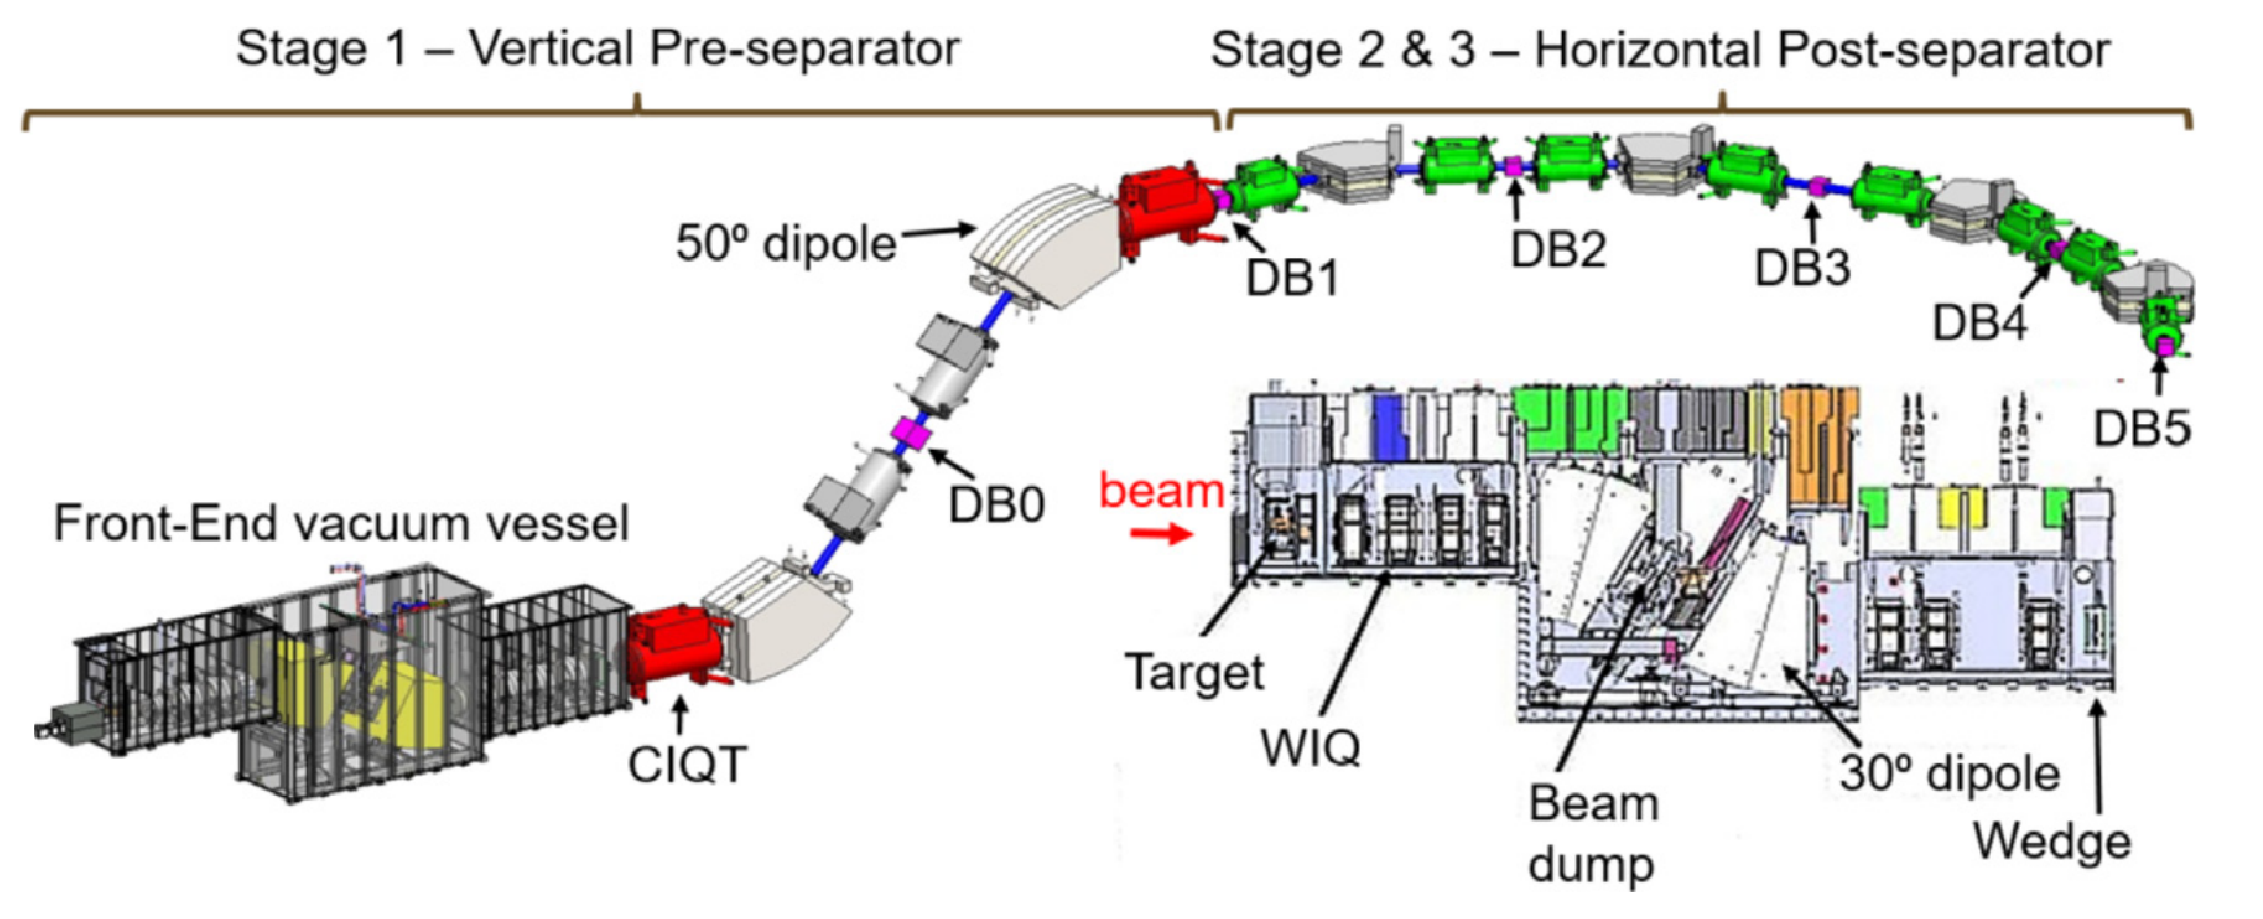 Stage 1 – Vertical Pre-separator
Stage 2 & 3 – Horizontal Post-separator
50º dipole
DB1
DB2
DB3
DB4
DB5
DB0
Front-End vacuum vessel
CIQT
beam
Target
WIQ
Beam
dump
30º dipole
Wedge